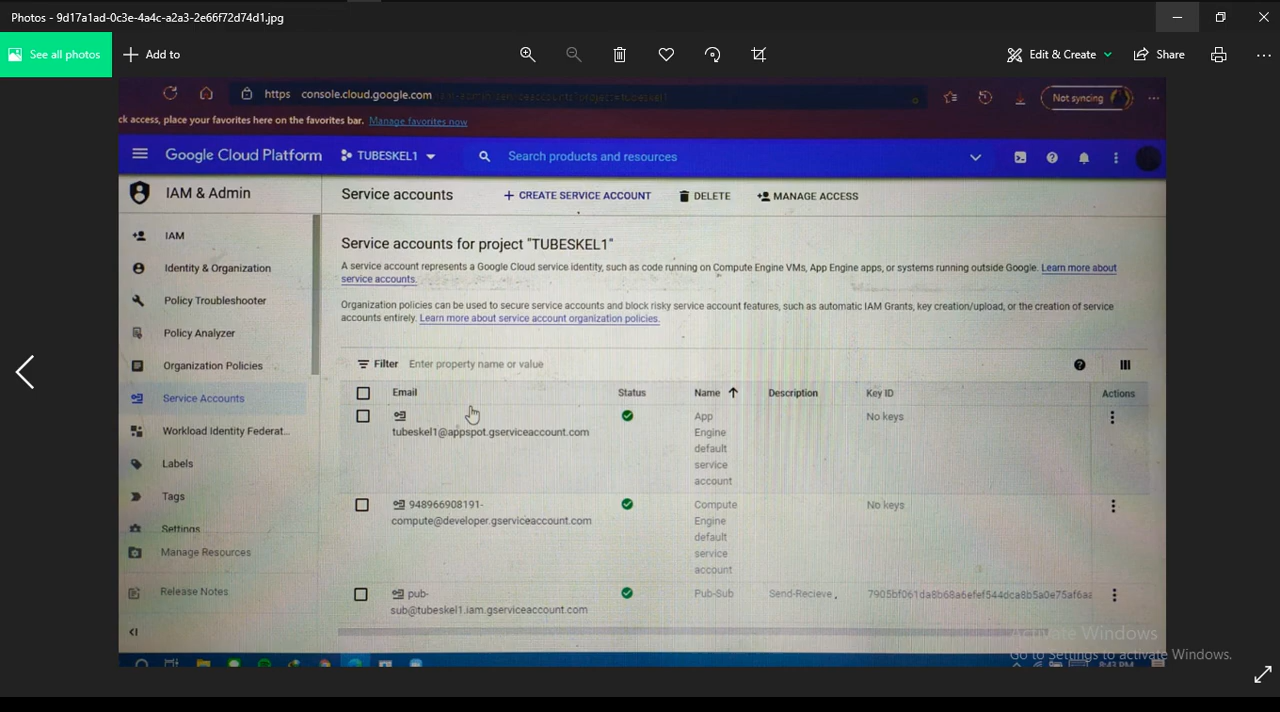 Photos - 9d17a1ad-0c3e-4a4c-a2a3-2e66f72d74d1.jpg
See all photos
Add to
Edit & Create
Share
https
console.cloud.google.com
Not syncing
ck access, place your favorites here on the favorites bar. Manage favorites now
Google Cloud Platform
TUBESKEL1
Search products and resources
IAM & Admin
Service accounts
+ CREATE SERVICE ACCOUNT
DELETE
MANAGE ACCESS
IAM
Identity & Organization
Policy Troubleshooter
Policy Analyzer
Organization Policies
Service Accounts
Workload Identity Federat...
Labels
Tags
Settings
Manage Resources
Release Notes
Service accounts for project "TUBESKEL1"
A service account represents a Google Cloud service identity, such as code running on Compute Engine VMs, App Engine apps, or systems running outside Google. Learn more about
service accounts.
Organization policies can be used to secure service accounts and block risky service account features, such as automatic IAM Grants, key creation/upload, or the creation of service
accounts entirely. Learn more about service account organization policies.
Filter
Enter property name or value
Email
Status
Name
Description
Key ID
Actions
tubeskel1@appspot.gserviceaccount.com
App
Engine
default
service
account
No keys
948966908191-
compute@developer.gserviceaccount.com
Compute
Engine
default
service
account
No keys
pub-
sub@tubeskel1.iam.gserviceaccount.com
Pub-Sub
Send-Recieve
7905bf061da8b68a6efef544dca8b5a0e75af6aa
Activate Windows
Go to Settings to activate Windows.
8:43 PM